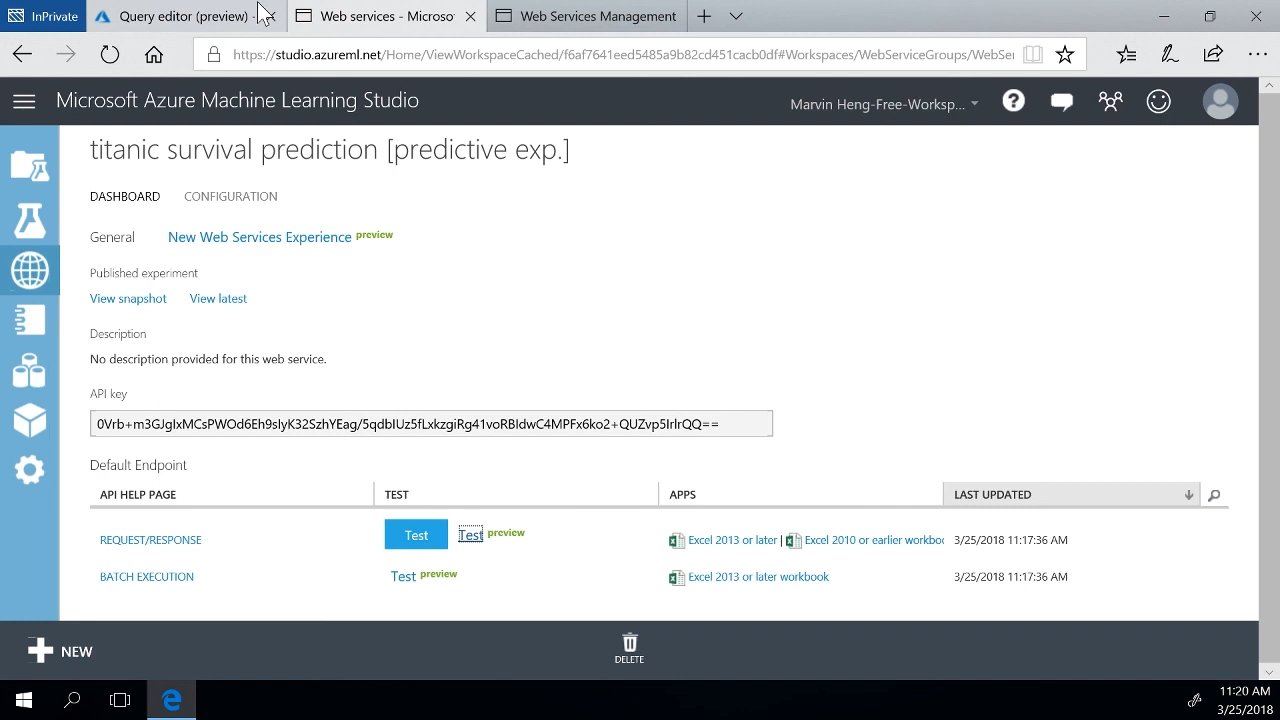 InPrivate
Query editor (preview) -
Web services - Microso
Web Services Management
https://studio.azureml.net/Home/ViewWorkspaceCached/f6af7641eed5485a9b82cd451cacb0df#Workspaces/WebServiceGroups/WebSer
Microsoft Azure Machine Learning Studio
Marvin Heng-Free-Worksp...
titanic survival prediction [predictive exp.]
DASHBOARD CONFIGURATION
General New Web Services Experience preview
Published experiment
View snapshot View latest
Description
No description provided for this web service.
API key
Default Endpoint
API HELP PAGE TEST APPS LAST UPDATED
REQUEST/RESPONSE Test Test preview Excel 2013 or later | Excel 2010 or earlier workboo 3/25/2018 11:17:36 AM
BATCH EXECUTION Test preview Excel 2013 or later workbook 3/25/2018 11:17:36 AM
NEW
DELETE
11:20 AM
3/25/2018